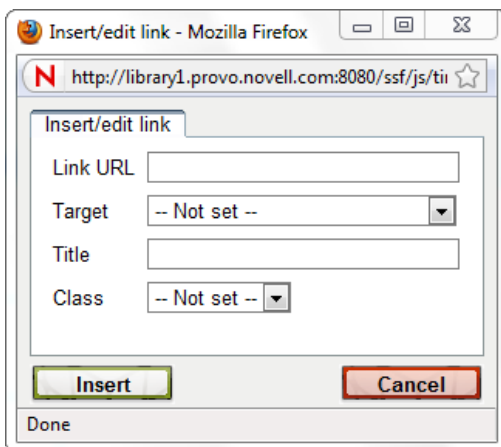 Insert/edit link - Mozilla Firefox
N http://library1.provo.novell.com:8080/ssf/js/tii
Insert/edit link
Link URL
Target -- Not set --
Title
Class -- Not set --
Insert Cancel
Done